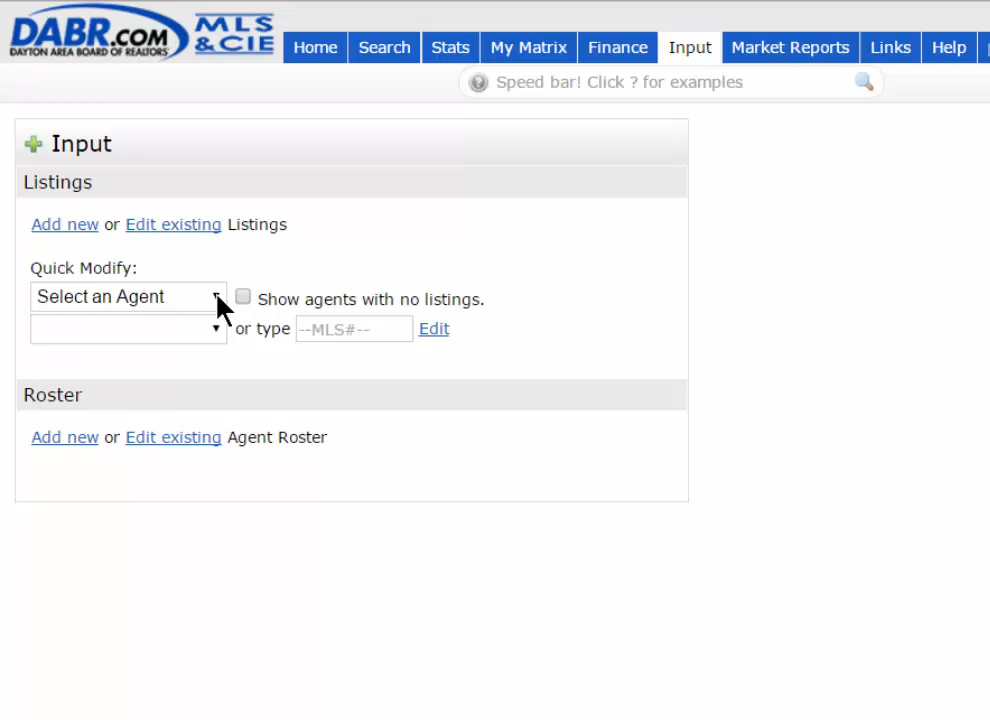 DABR.COM
DAYTON AREA BOARD OF REALTORS
MLS
& CIE
Home Search Stats My Matrix Finance Input Market Reports Links Help
Speed bar! Click ? for examples
Input
Listings
Add new or Edit existing Listings
Quick Modify:
Select an Agent Show agents with no listings.
or type --MLS#-- Edit
Roster
Add new or Edit existing Agent Roster